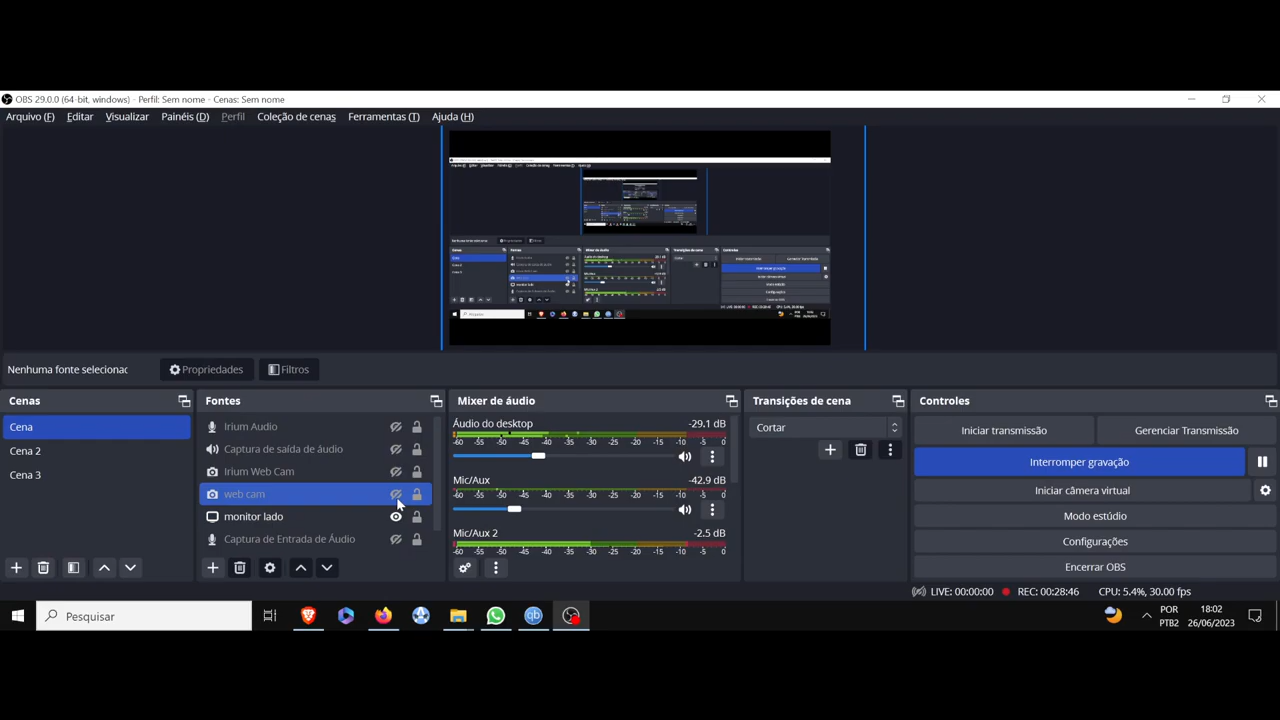 OBS 29.0.0 (64-bit, windows) - Perfil: Sem nome - Cenas: Sem nome
Arquivo (F) Editar Visualizar Painéis (D) Perfil Coleção de cenas Ferramentas (T) Ajuda (H)
Nenhuma fonte selecionac Propriedades Filtros
Cenas
Cena
Cena 2
Cena 3
Fontes
Irium Audio
Captura de saída de áudio
Irium Web Cam
web cam
monitor lado
Captura de Entrada de Áudio
Mixer de áudio
Áudio do desktop -29.1 dB
-60 -55 -50 -45 -40 -35 -30 -25 -20 -15 -10 -5 0
Mic/Aux -42.9 dB
-60 -55 -50 -45 -40 -35 -30 -25 -20 -15 -10 -5 0
Mic/Aux 2 -2.5 dB
-60 -55 -50 -45 -40 -35 -30 -25 -20 -15 -10 -5 0
Transições de cena
Cortar
Controles
Iniciar transmissão Gerenciar Transmissão
Interromper gravação
Iniciar câmera virtual
Modo estúdio
Configurações
Encerrar OBS
LIVE: 00:00:00 REC: 00:28:46 CPU: 5.4%, 30.00 fps
Pesquisar
qb
POR
PTB2
18:02
26/06/2023